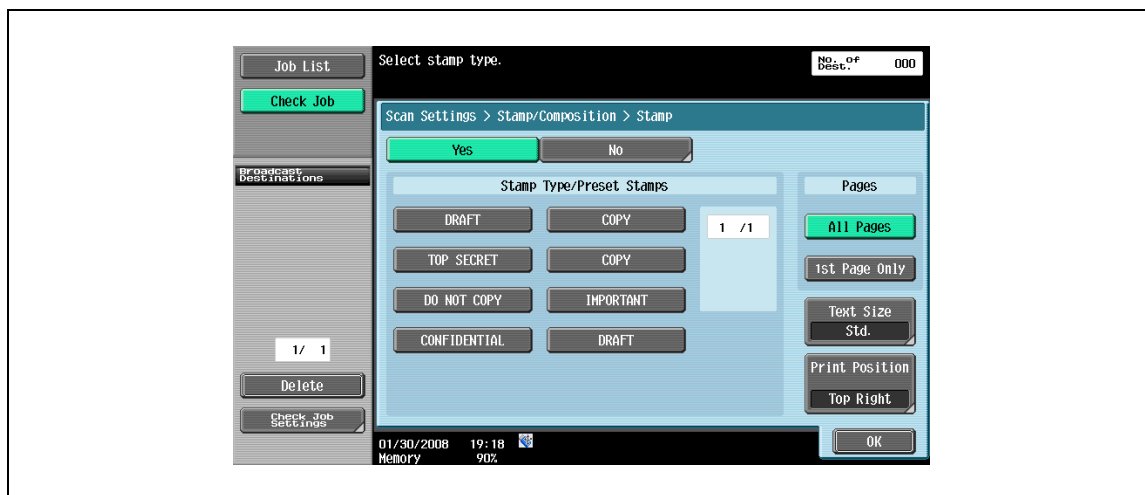 Job List
Check Job
Broadcast
Destinations
1/ 1
Delete
Check Job
Settings
Select stamp type.
No. of
Dest. 000
Scan Settings > Stamp/Composition > Stamp
Yes No
Stamp Type/Preset Stamps
DRAFT COPY
TOP SECRET COPY
DO NOT COPY IMPORTANT
CONFIDENTIAL DRAFT
1 /1
Pages
All Pages
1st Page Only
Text Size
Std.
Print Position
Top Right
OK
01/30/2008 19:18
Memory 90%